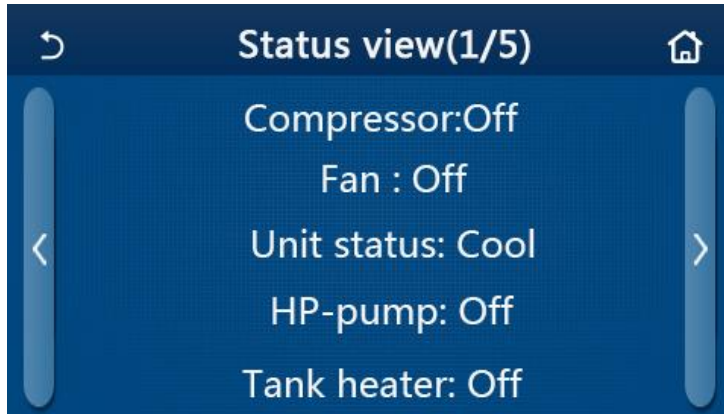 Status view(1/5)
Compressor:Off
Fan : Off
Unit status: Cool
HP-pump: Off
Tank heater: Off